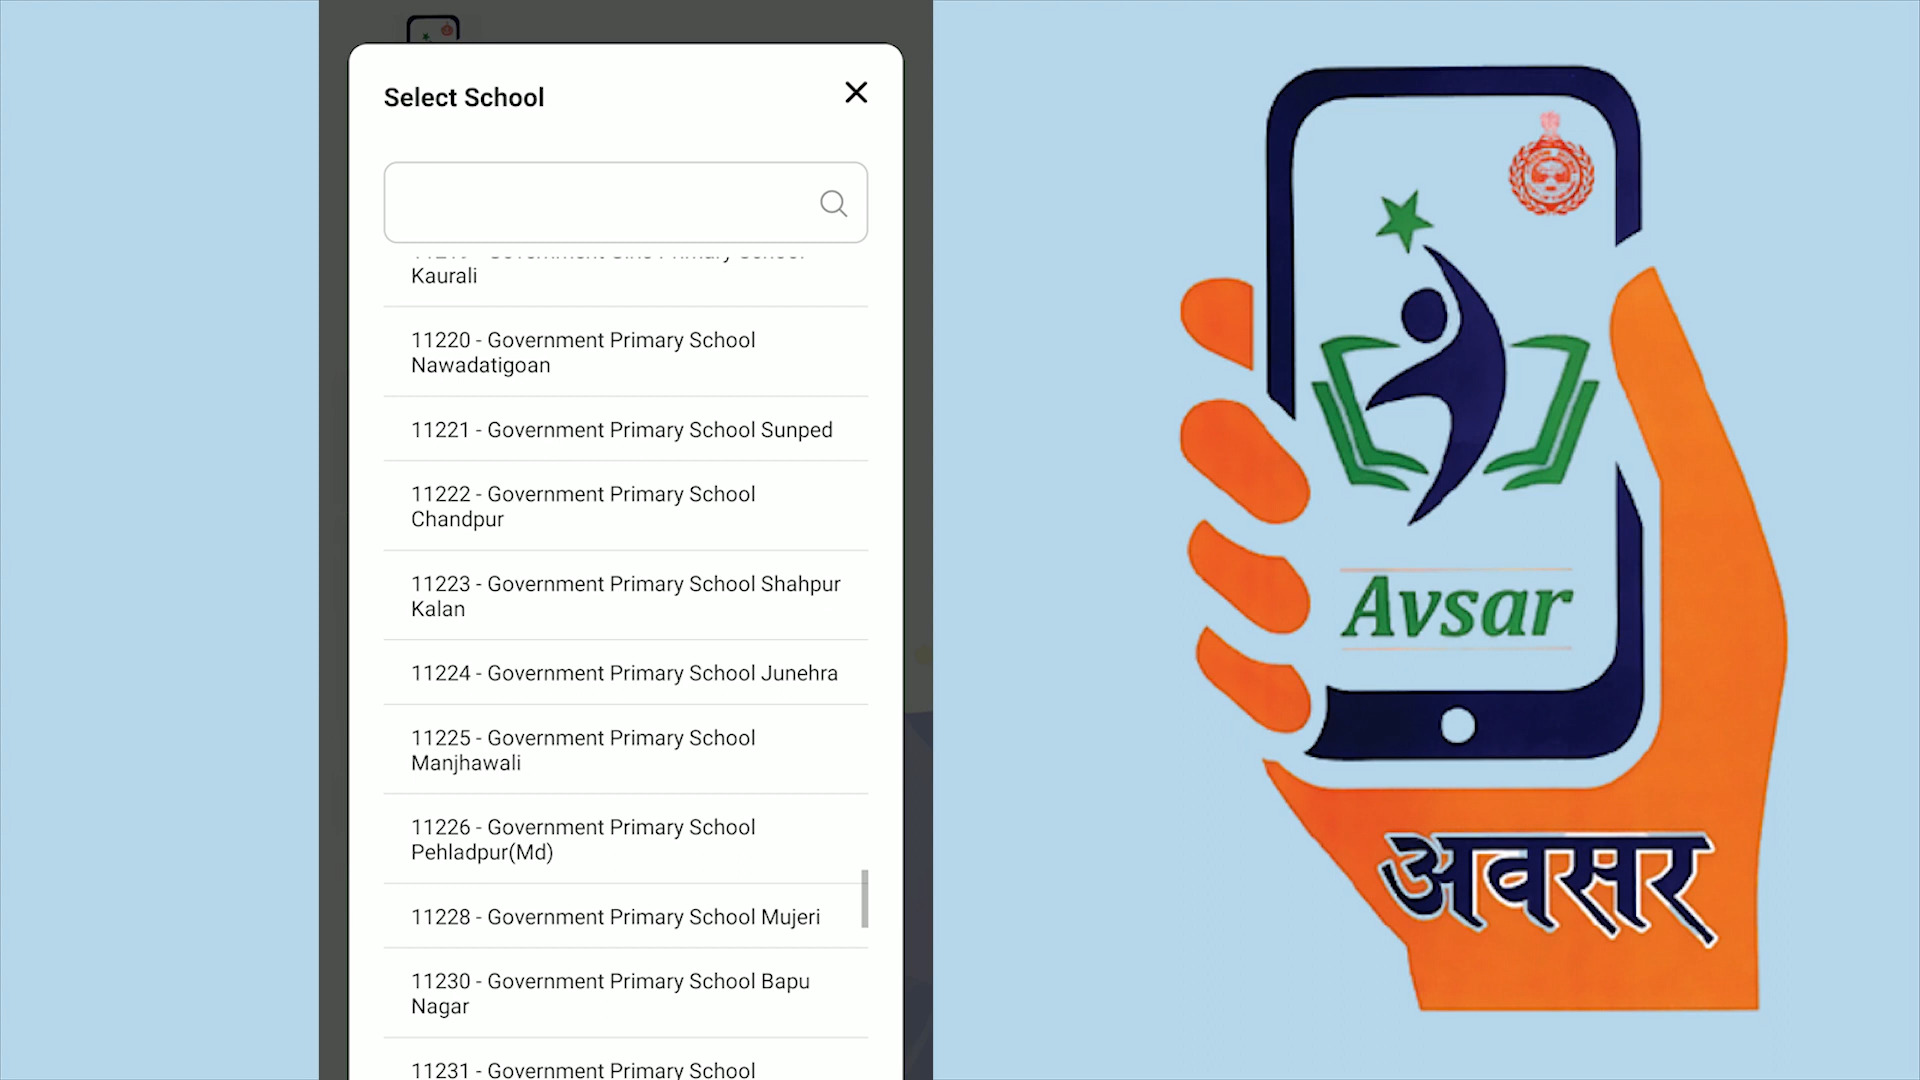 Select School
Kaurali
11220 - Government Primary School
Nawadatigoan
11221 - Government Primary School Sunped
11222 - Government Primary School
Chandpur
11223 - Government Primary School Shahpur
Kalan
11224 - Government Primary School Junehra
11225 - Government Primary School
Manjhawali
11226 - Government Primary School
Pehladpur(Md)
11228 - Government Primary School Mujeri
11230 - Government Primary School Bapu
Nagar
11231 - Government Primary School
Avsar
अवसर